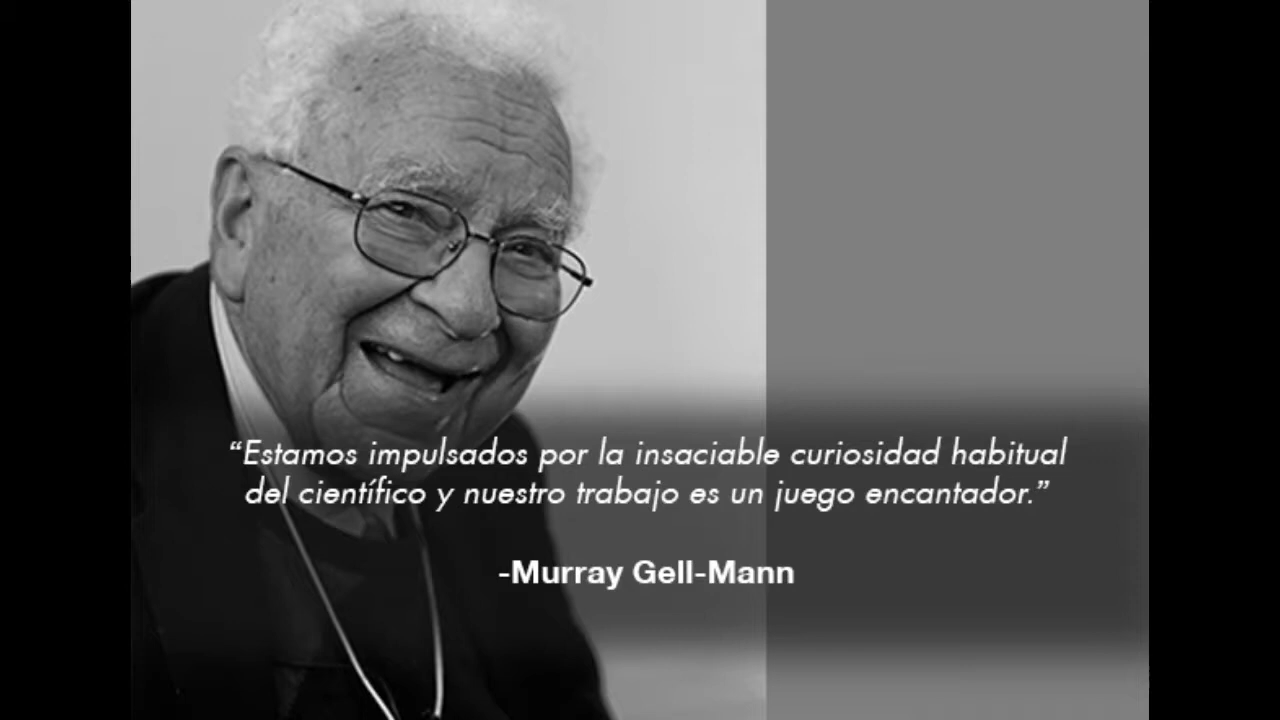 “Estamos impulsados por la insaciable curiosidad habitual
del científico y nuestro trabajo es un juego encantador.”
-Murray Gell-Mann